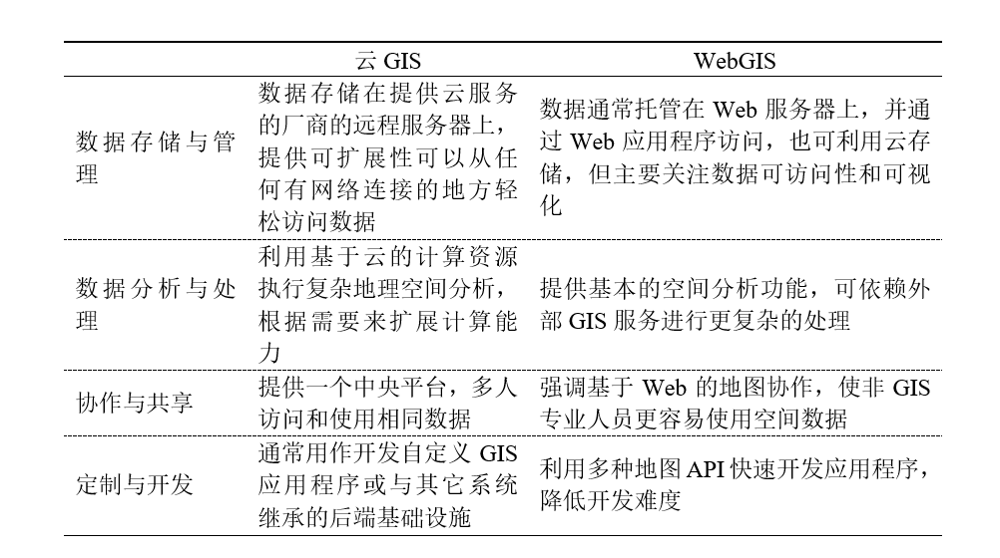 云 GIS
WebGIS
数据存储与管
理
数据存储在提供云服务
的厂商的远程服务器上，
提供可扩展性可以从任
何有网络连接的地方轻
松访问数据
数据通常托管在 Web 服务器上，并通
过 Web 应用程序访问，也可利用云存
储，但主要关注数据可访问性和可视
化
数据分析与处
理
利用基于云的计算资源
执行复杂地理空间分析，
根据需要来扩展计算能
力
提供基本的空间分析功能，可依赖外
部 GIS 服务进行更复杂的处理
协作与共享
提供一个中央平台，多人
访问和使用相同数据
强调基于 Web 的地图协作，使非 GIS
专业人员更容易使用空间数据
定制与开发
通常用作开发自定义 GIS
应用程序或与其它系统
继承的后端基础设施
利用多种地图 API 快速开发应用程序，
降低开发难度